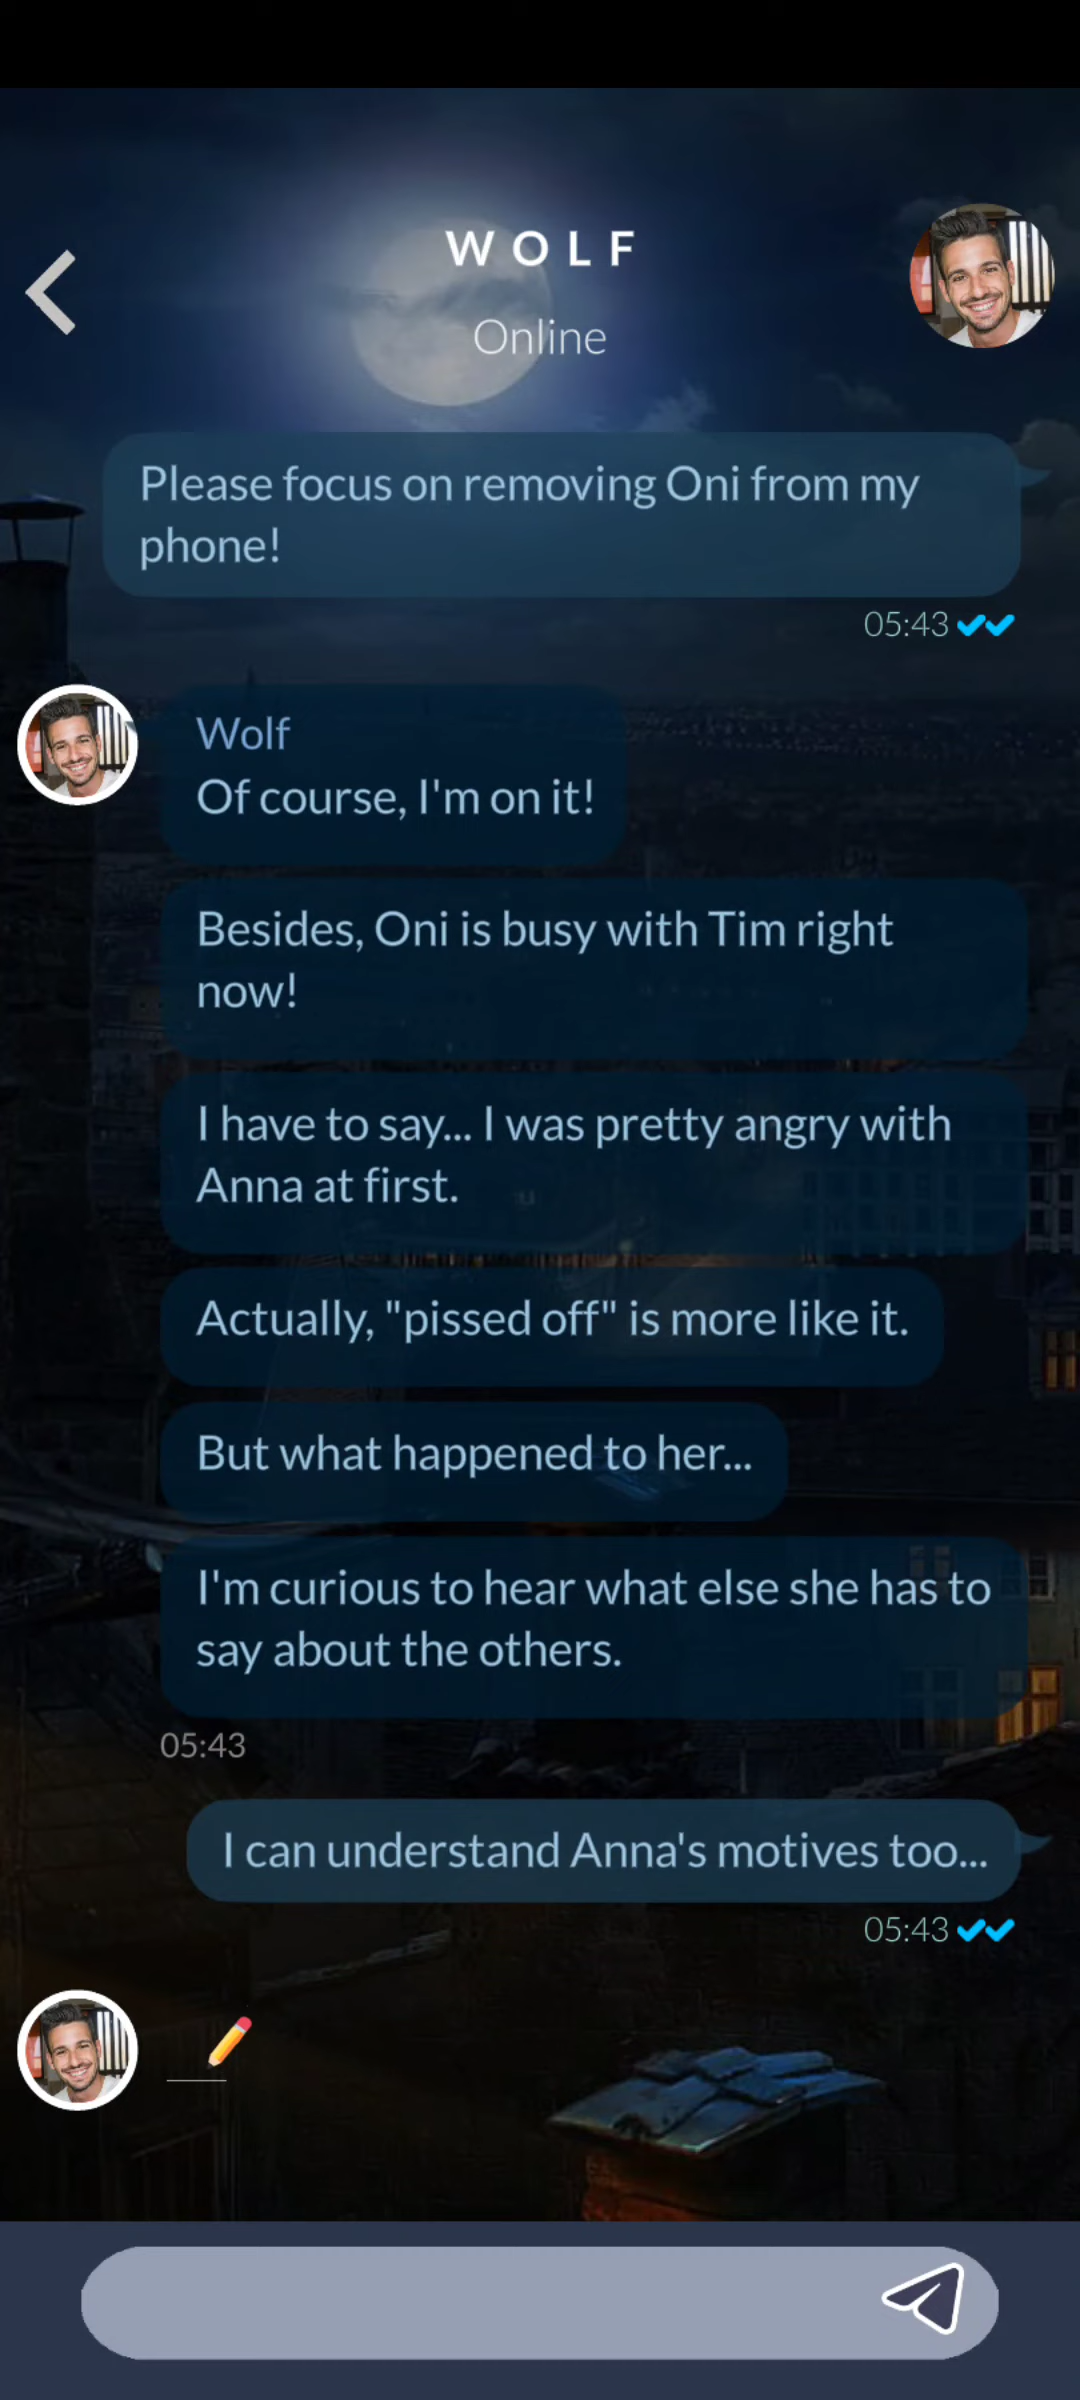 WOLF
Online
Please focus on removing Oni from my
phone!
05:43
Wolf
Of course, I'm on it!
Besides, Oni is busy with Tim right
now!
I have to say... I was pretty angry with
Anna at first.
Actually, "pissed off" is more like it.
But what happened to her...
I'm curious to hear what else she has to
say about the others.
05:43
I can understand Anna's motives too...
05:43